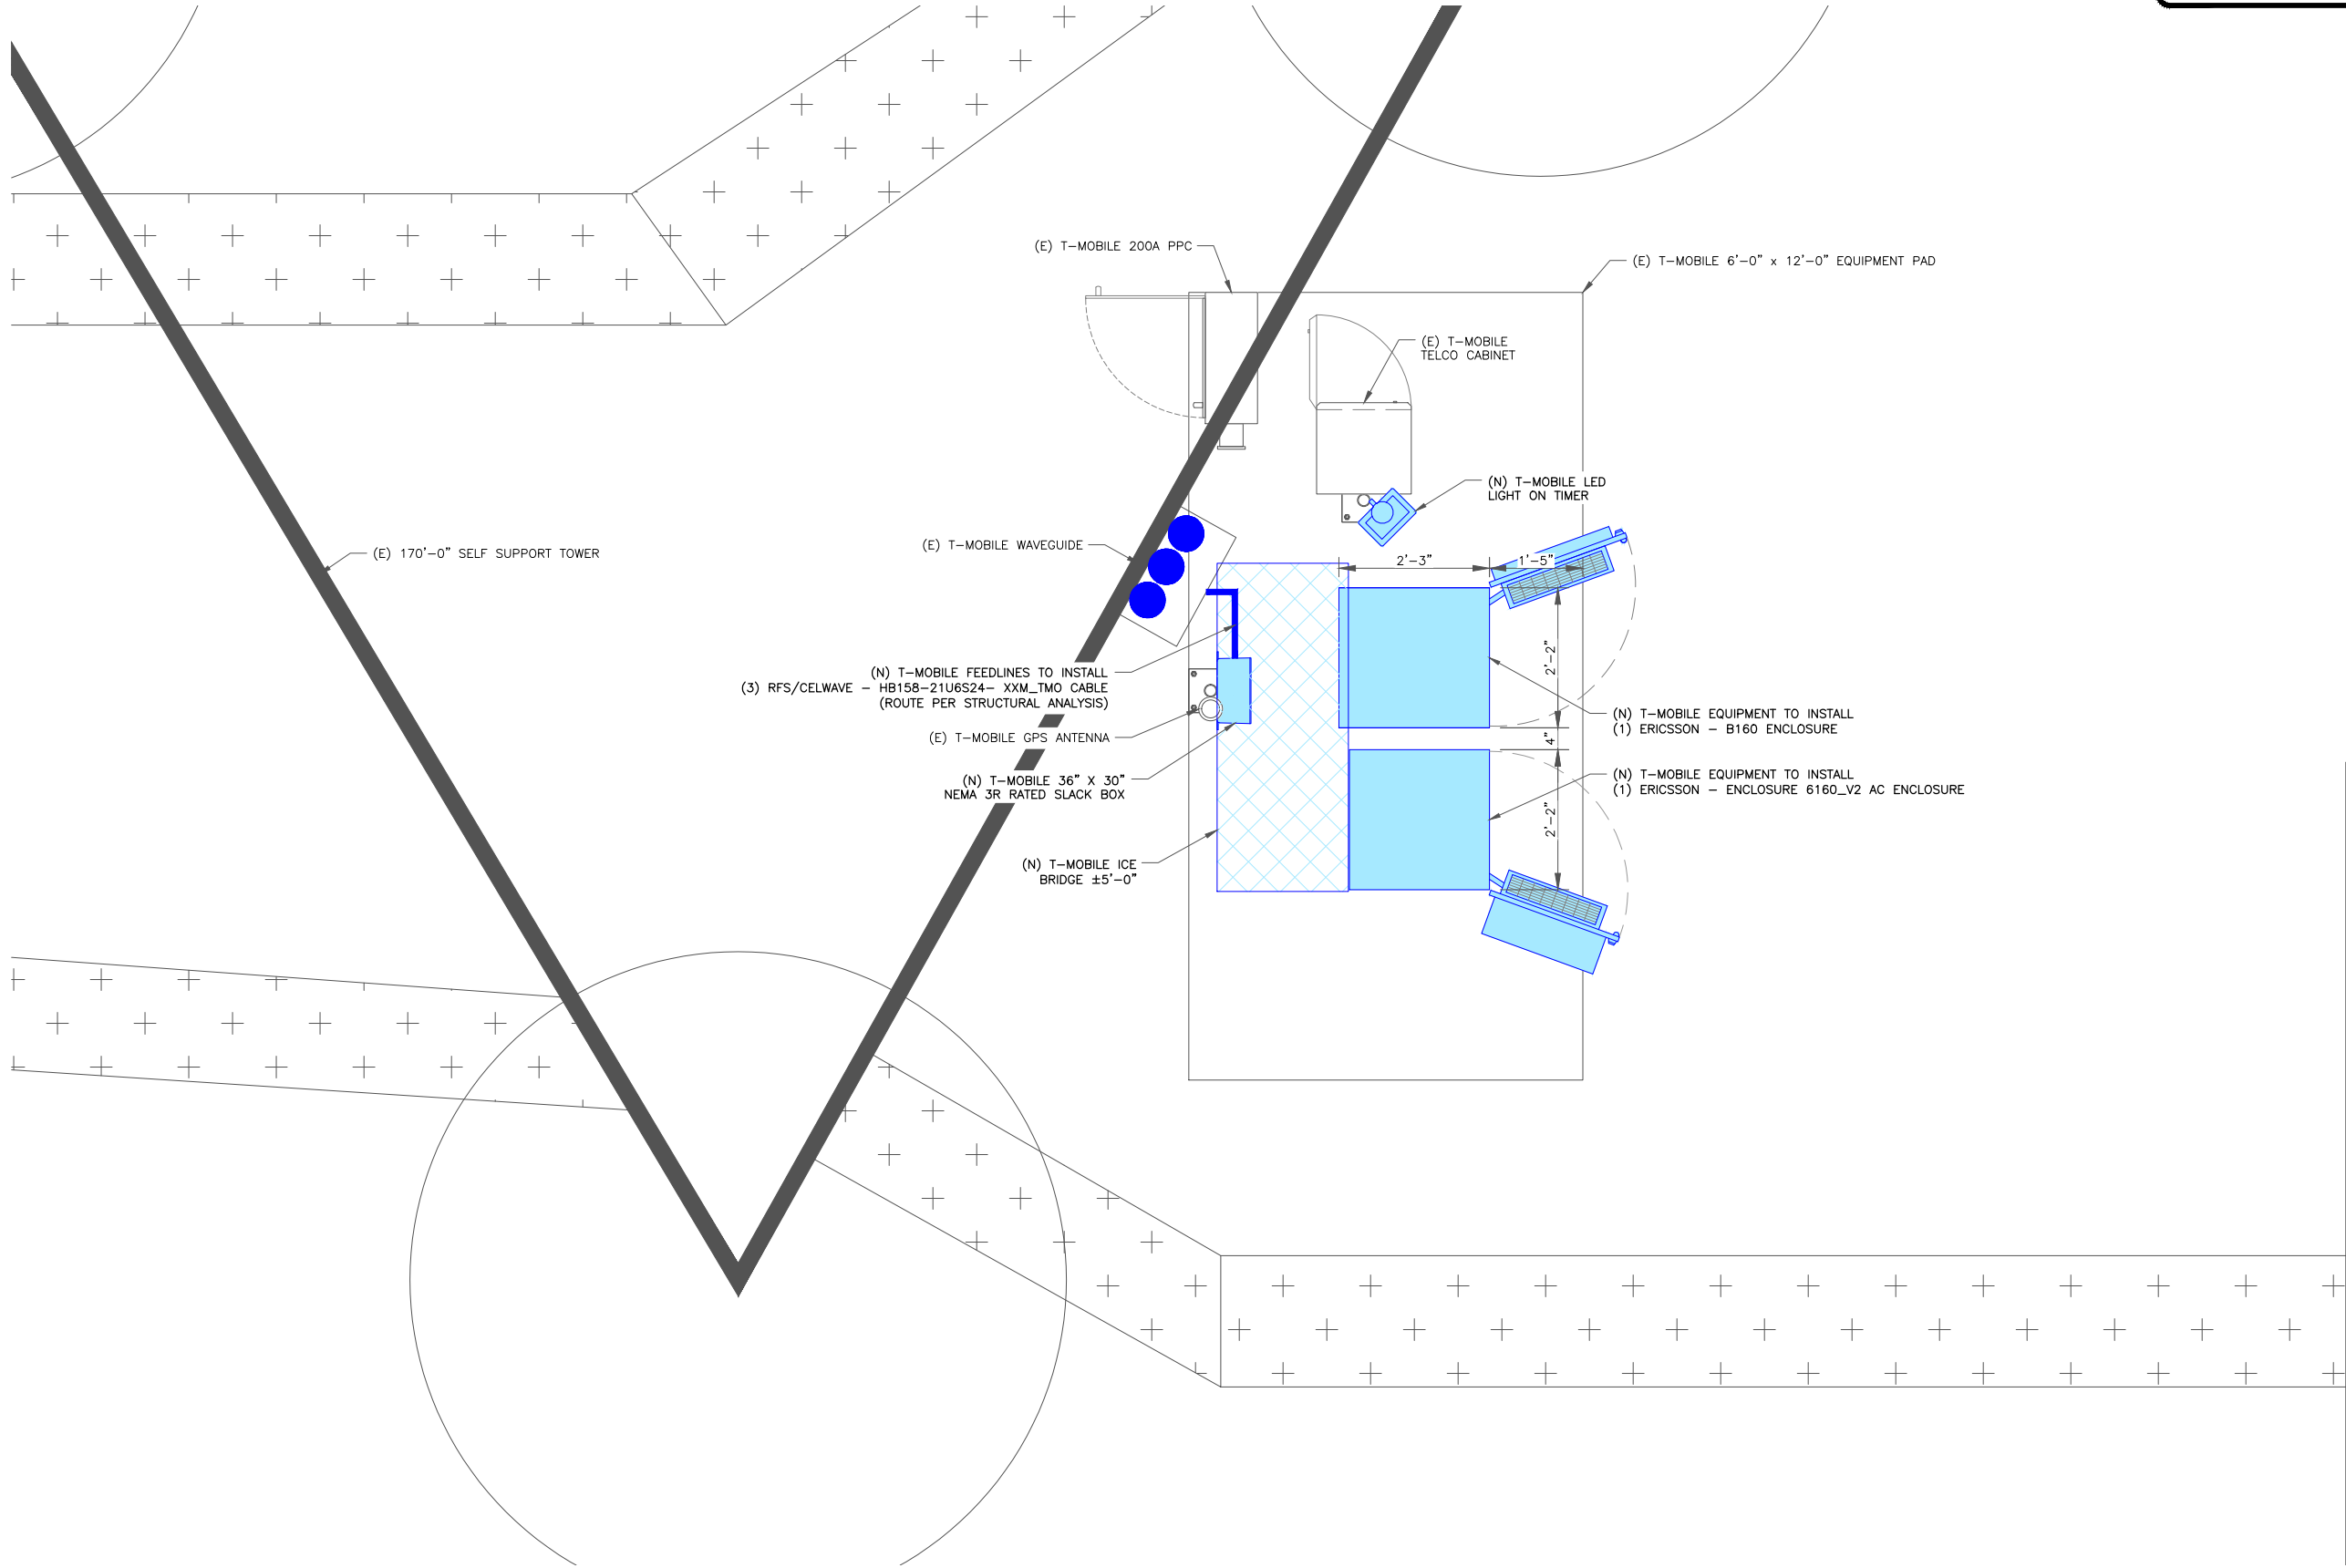 (E) T-MOBILE 200A PPC
(E) T-MOBILE 6'-0" x 12'-0" EQUIPMENT PAD
(E) T-MOBILE
TELCO CABINET
(N) T-MOBILE LED
LIGHT ON TIMER
(E) T-MOBILE WAVEGUIDE
(E) 170'-0" SELF SUPPORT TOWER
2'-3"
1'-5"
2'-2"
(N) T-MOBILE FEEDLINES TO INSTALL
(3) RFS/CELWAVE - HB158-21U6S24- XXM_TMO CABLE
(ROUTE PER STRUCTURAL ANALYSIS)
(N) T-MOBILE EQUIPMENT TO INSTALL
(1) ERICSSON - B160 ENCLOSURE
(E) T-MOBILE GPS ANTENNA
4"
(N) T-MOBILE 36" X 30"
NEMA 3R RATED SLACK BOX
(N) T-MOBILE EQUIPMENT TO INSTALL
(1) ERICSSON - ENCLOSURE 6160_V2 AC ENCLOSURE
2'-2"
(N) T-MOBILE ICE
BRIDGE ±5'-0"